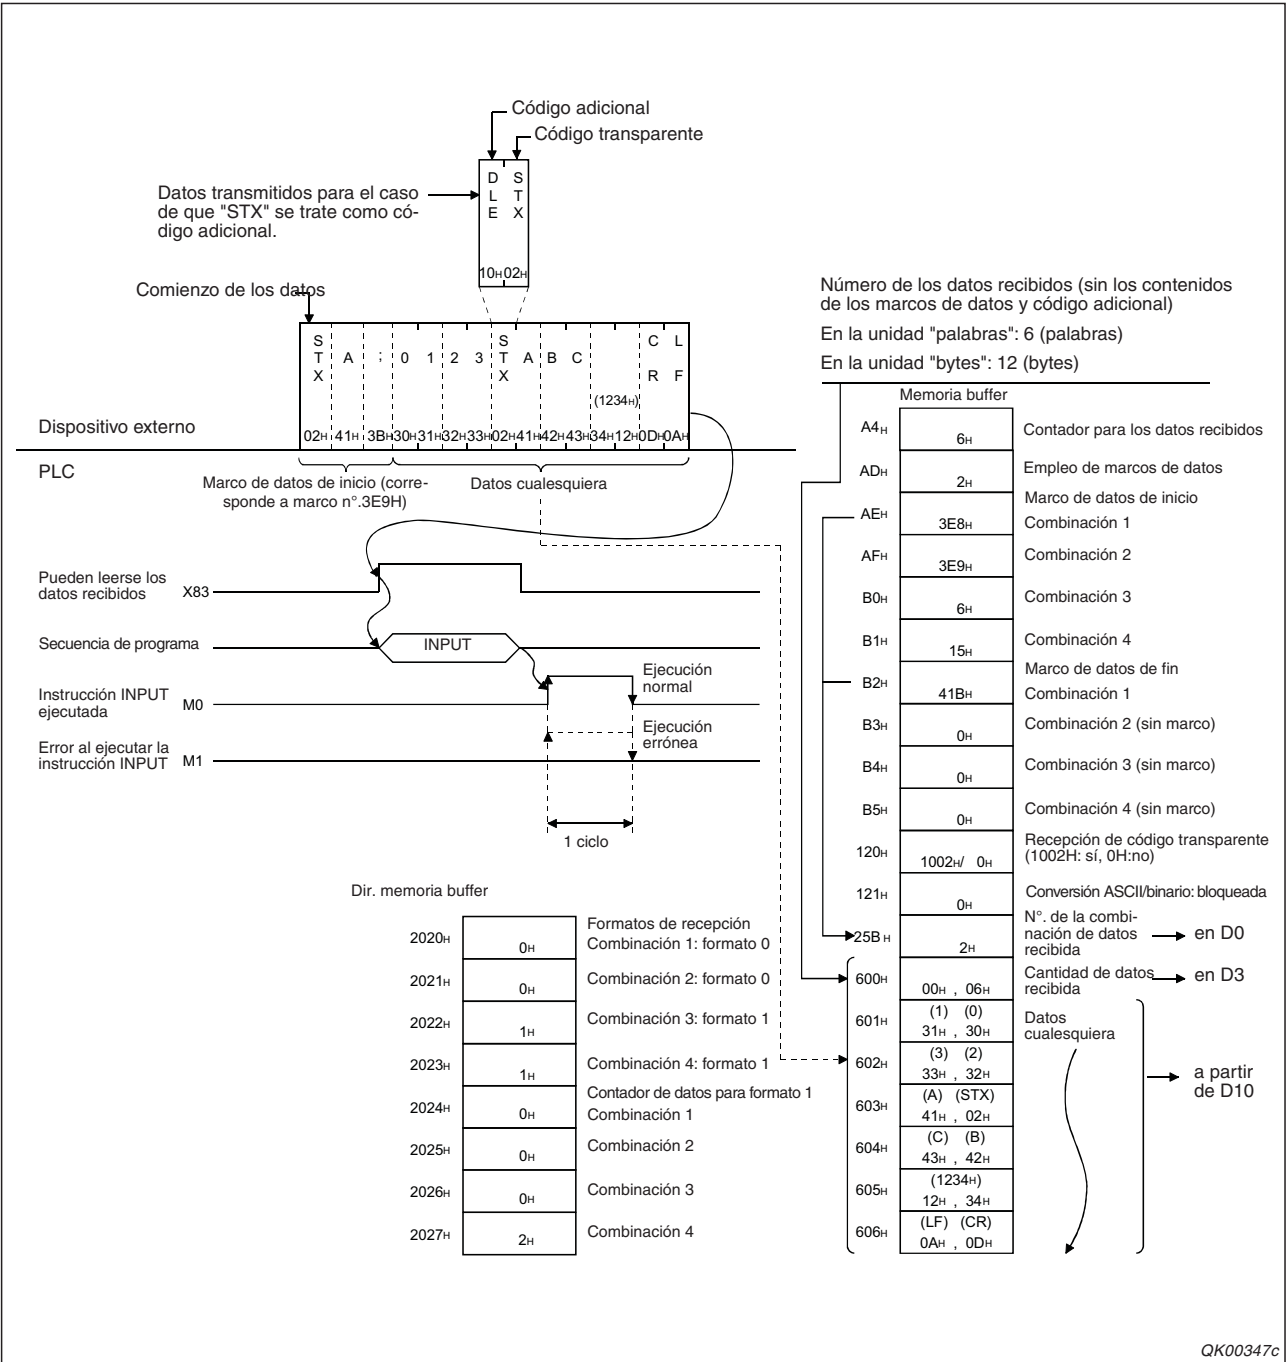 Código adicional
Código transparente
D S
L T
E X
10H 02H
Datos transmitidos para el caso
de que "STX" se trate como có-
digo adicional.
Comienzo de los datos
S T X A ; 0 1 2 3 S T X A B C (1234H) C R L F
02H 41H 3BH 30H 31H 32H 33H 02H 41H 42H 43H 34H 12H 0DH 0AH
Dispositivo externo
PLC
Marco de datos de inicio (corre-
sponde a marco n°.3E9H)
Datos cualesquiera
Pueden leerse los
datos recibidos X83
Secuencia de programa
INPUT
Instrucción INPUT
ejecutada M0
Ejecución
normal
Error al ejecutar la
instrucción INPUT M1
Ejecución
errónea
1 ciclo
Dir. memoria buffer
Formatos de recepción
2020H 0H Combinación 1: formato 0
2021H 0H Combinación 2: formato 0
2022H 1H Combinación 3: formato 1
2023H 1H Combinación 4: formato 1
Contador de datos para formato 1
2024H 0H Combinación 1
2025H 0H Combinación 2
2026H 0H Combinación 3
2027H 2H Combinación 4
Número de los datos recibidos (sin los contenidos
de los marcos de datos y código adicional)
En la unidad "palabras": 6 (palabras)
En la unidad "bytes": 12 (bytes)
Memoria buffer
A4H 6H Contador para los datos recibidos
ADH 2H Empleo de marcos de datos
Marco de datos de inicio
AEH 3E8H Combinación 1
AFH 3E9H Combinación 2
B0H 6H Combinación 3
B1H 15H Combinación 4
Marco de datos de fin
B2H 41BH Combinación 1
B3H 0H Combinación 2 (sin marco)
B4H 0H Combinación 3 (sin marco)
B5H 0H Combinación 4 (sin marco)
120H 1002H/ 0H Recepción de código transparente
(1002H: sí, 0H:no)
121H 0H Conversión ASCII/binario: bloqueada
25BH 2H N°. de la combi-
nación de datos
recibida
en D0
600H 00H , 06H Cantidad de datos
recibida
en D3
601H (1) (0)
31H , 30H
Datos
cualesquiera
602H (3) (2)
33H , 32H
a partir
de D10
603H (A) (STX)
41H , 02H
604H (C) (B)
43H , 42H
605H (1234H)
12H , 34H
606H (LF) (CR)
0AH , 0DH
QK00347c